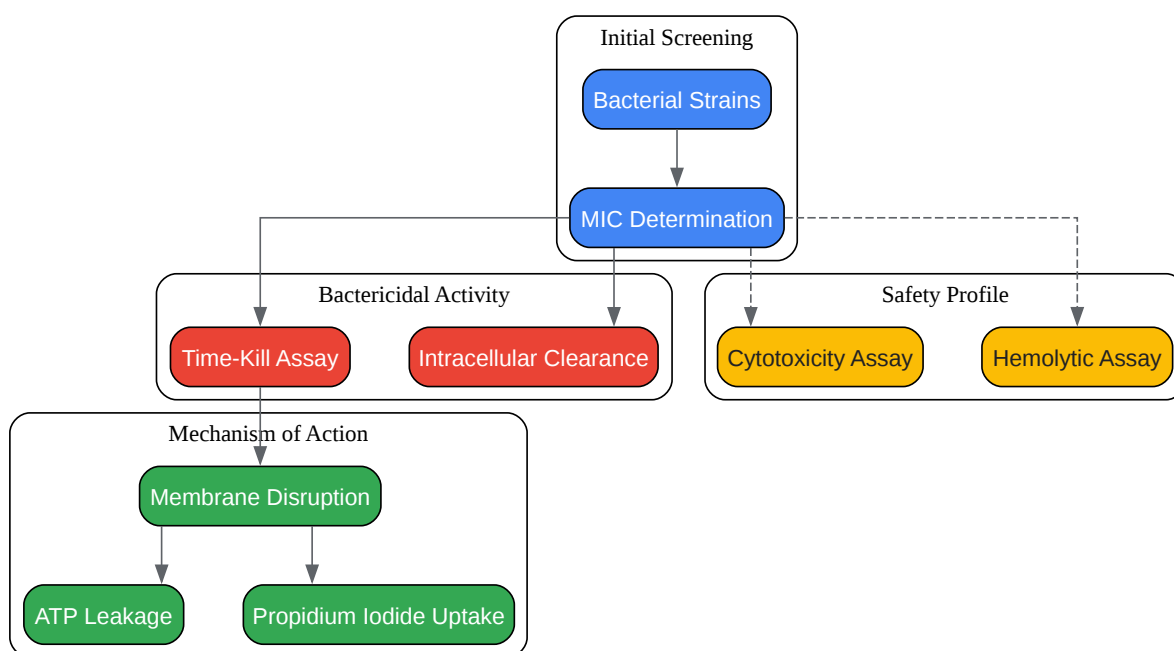 Initial Screening
Bacterial Strains
MIC Determination
Bactericidal Activity
Safety Profile
Time-Kill Assay
Intracellular Clearance
Cytotoxicity Assay
Hemolytic Assay
Mechanism of Action
Membrane Disruption
ATP Leakage
Propidium Iodide Uptake